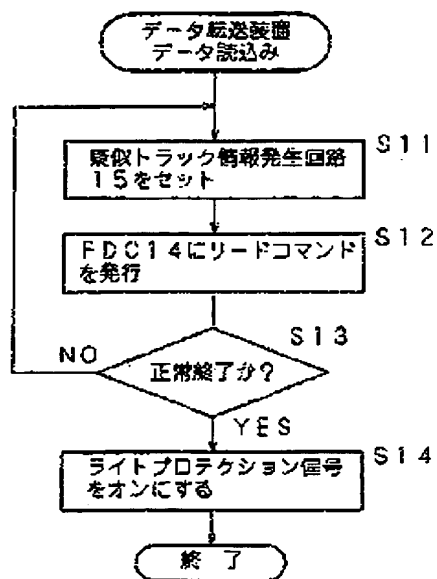 データ転送装置
データ読込み
S11
疑似トラック情報発生回路
15をセット
S12
FDC14にリードコマンド
を発行
S13
NO
正常終了か?
YES
S14
ライトプロテクション信号
をオンにする
終了